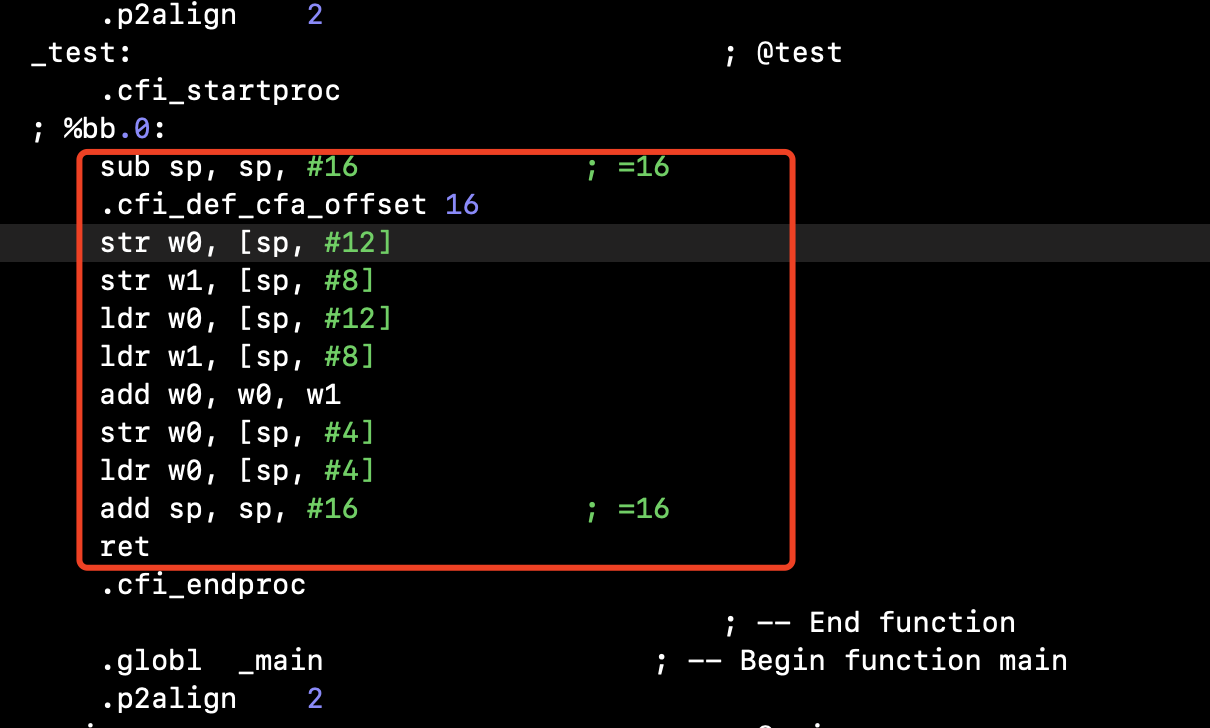 .p2align 2
_test: ; @test
.cfi_startproc
; %bb.0:
sub sp, sp, #16 ; =16
.cfi_def_cfa_offset 16
str w0, [sp, #12]
str w1, [sp, #8]
ldr w0, [sp, #12]
ldr w1, [sp, #8]
add w0, w0, w1
str w0, [sp, #4]
ldr w0, [sp, #4]
add sp, sp, #16 ; =16
ret
.cfi_endproc
; -- End function
.globl _main ; -- Begin function main
.p2align 2